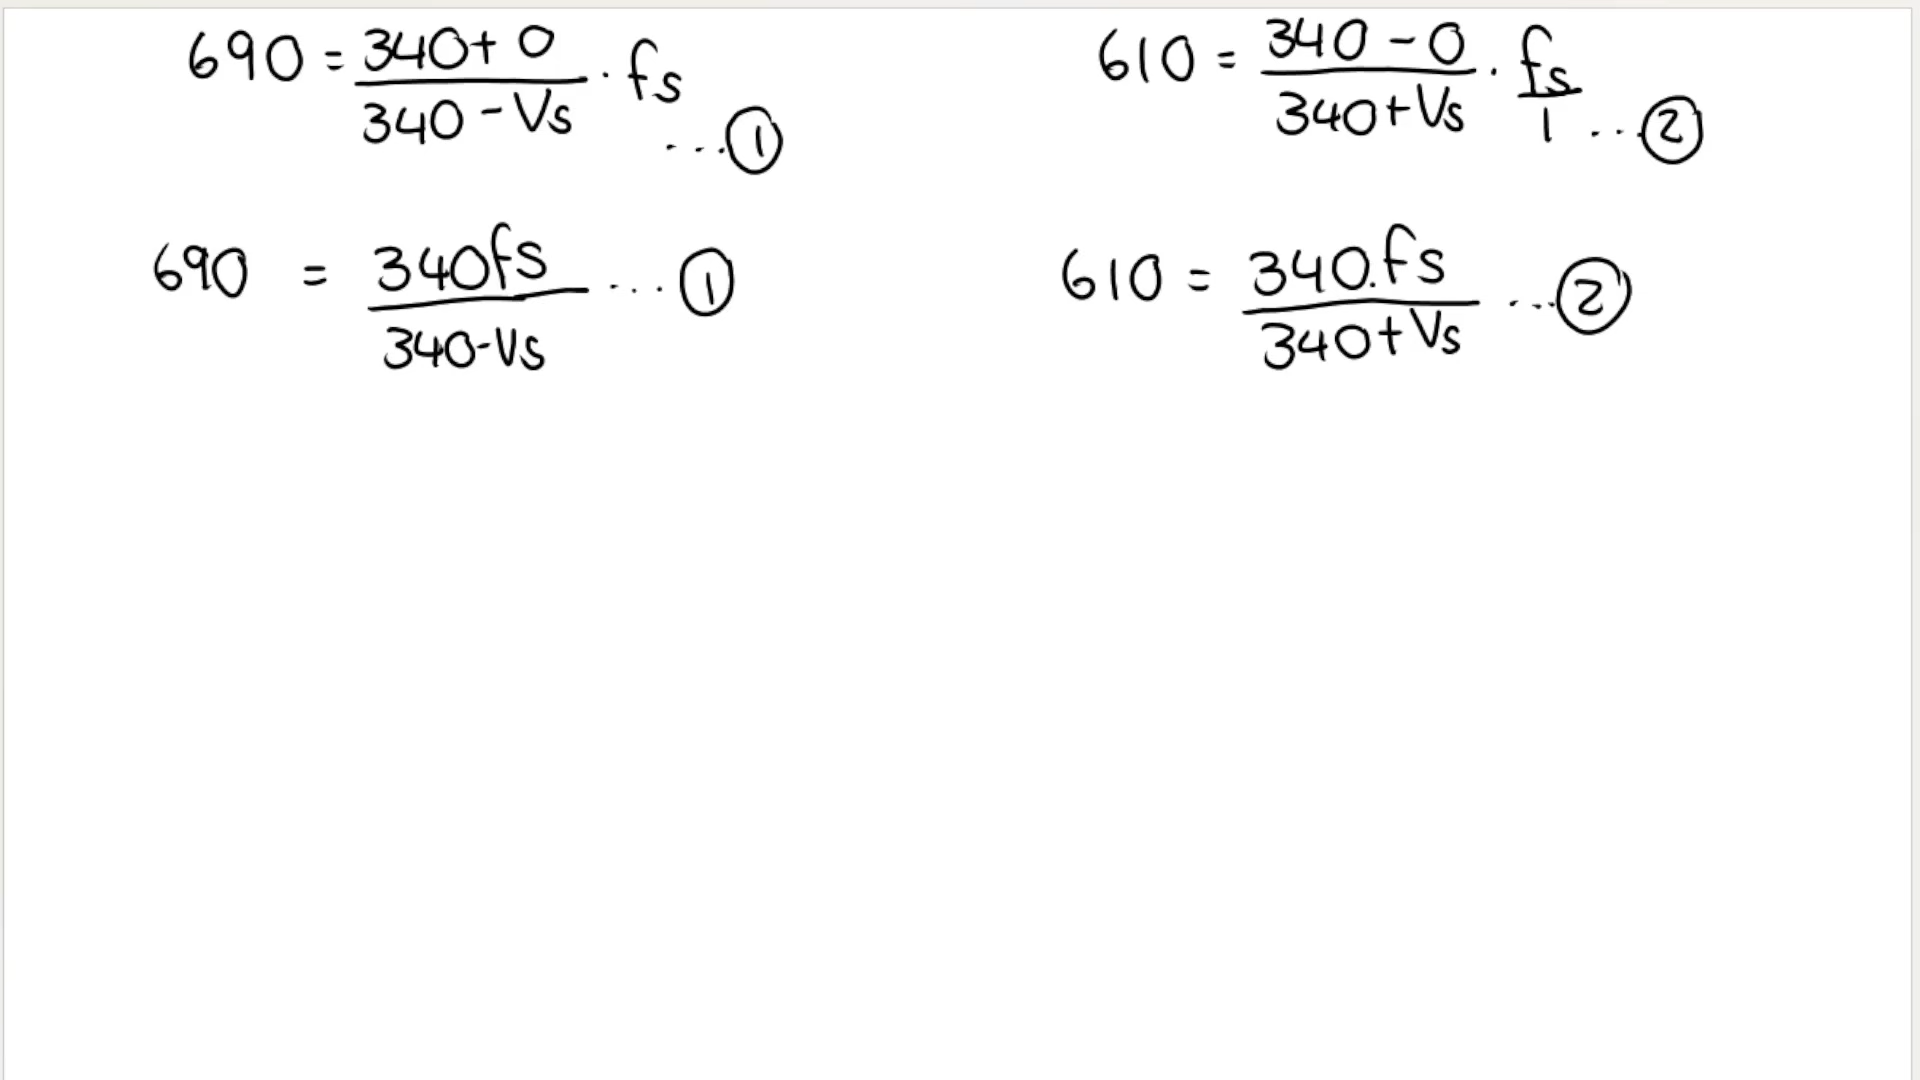 690 = 340+0 / 340-Vs · fs ...①
610 = 340-0 / 340+Vs · fs/1 ...②
690 = 340fs / 340-Vs ...①
610 = 340.fs / 340+Vs ...②